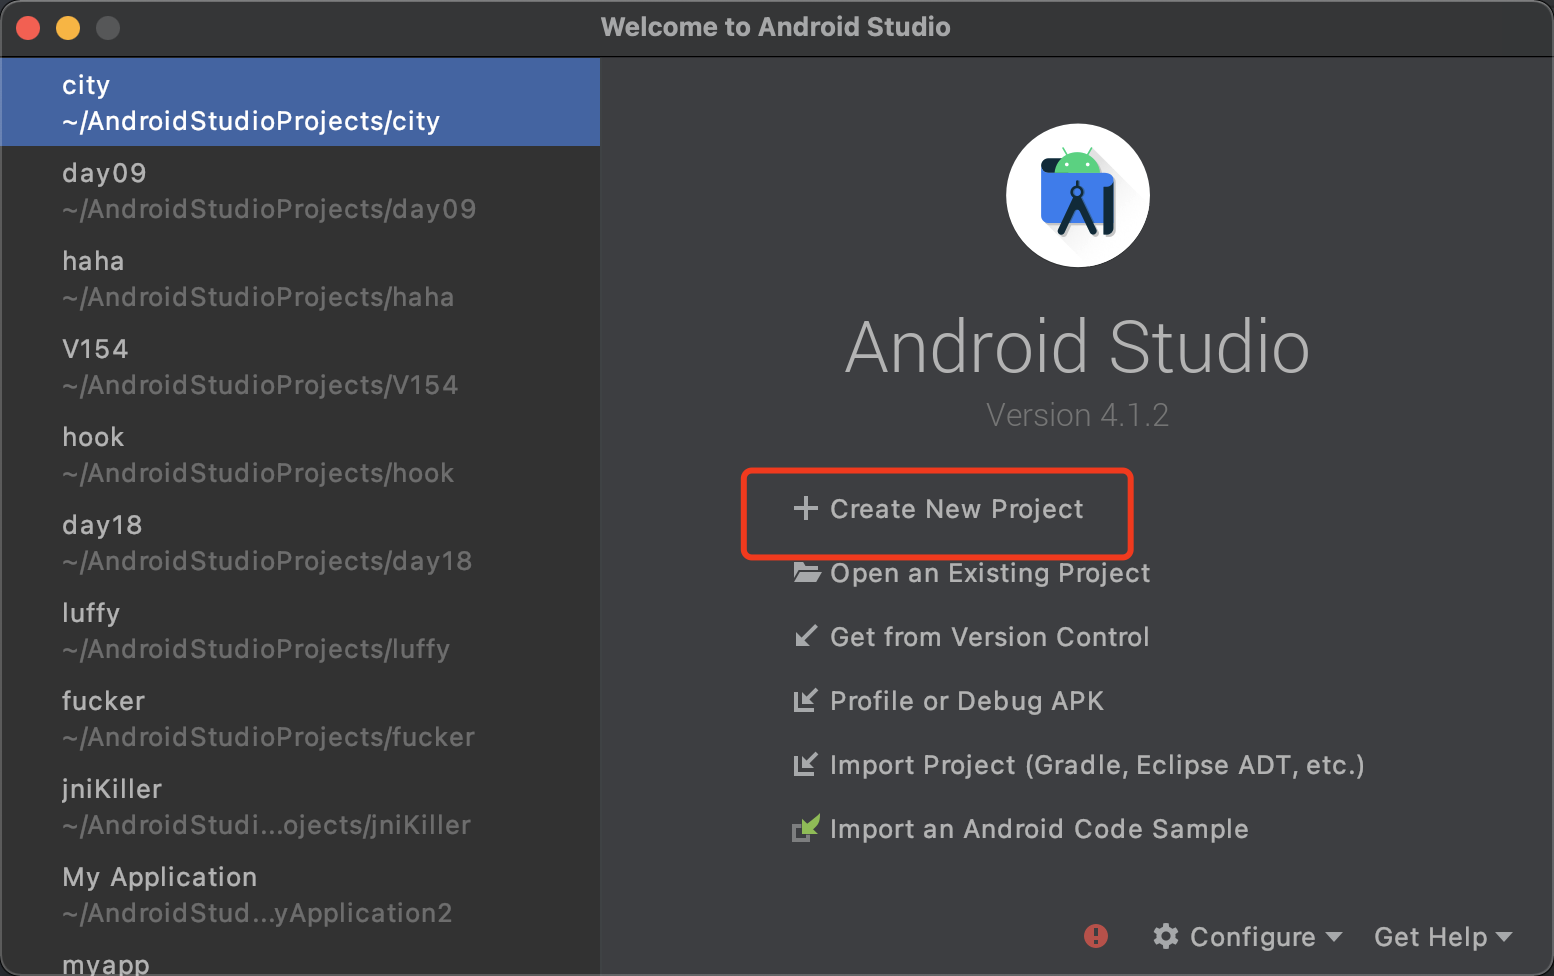 Welcome to Android Studio
city
~/AndroidStudioProjects/city
day09
~/AndroidStudioProjects/day09
haha
~/AndroidStudioProjects/haha
V154
~/AndroidStudioProjects/V154
hook
~/AndroidStudioProjects/hook
day18
~/AndroidStudioProjects/day18
luffy
~/AndroidStudioProjects/luffy
fucker
~/AndroidStudioProjects/fucker
jniKiller
~/AndroidStudi...ojects/jniKiller
My Application
~/AndroidStud...yApplication2
myapp
Android Studio
Version 4.1.2
Create New Project
Open an Existing Project
Get from Version Control
Profile or Debug APK
Import Project (Gradle, Eclipse ADT, etc.)
Import an Android Code Sample
Configure
Get Help